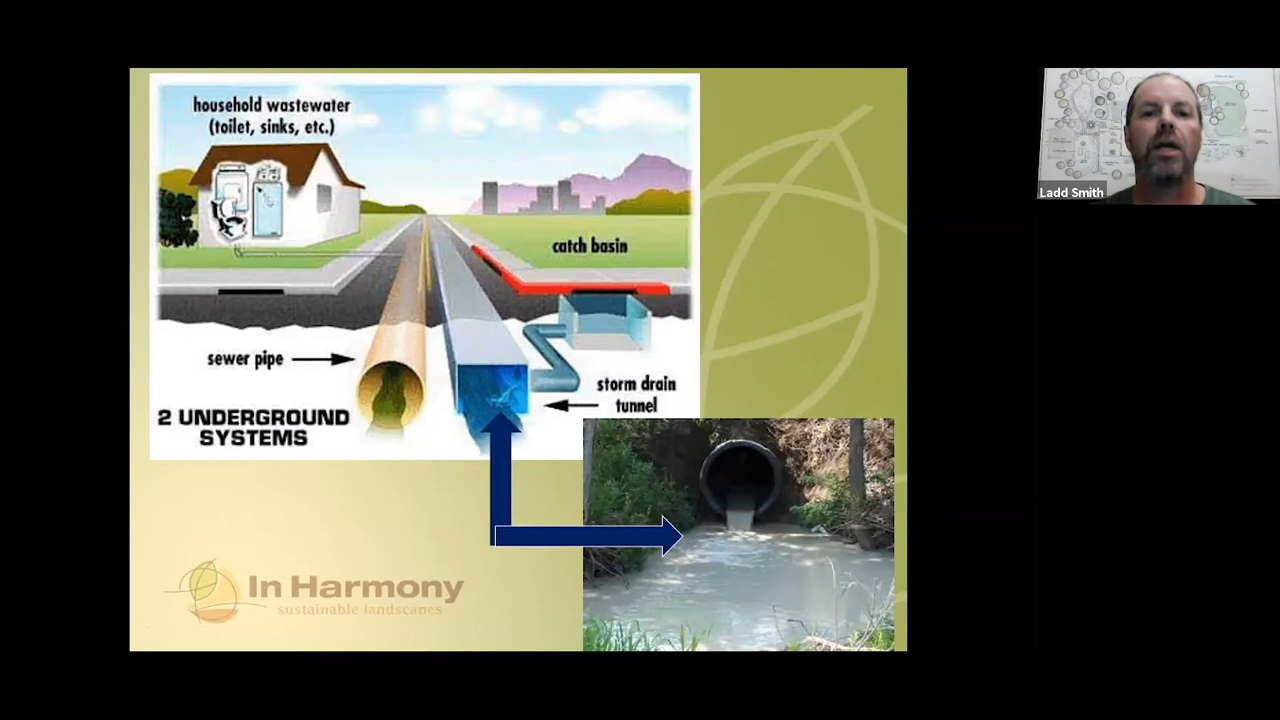 household wastewater
(toilet, sinks, etc.)
catch basin
sewer pipe
storm drain
tunnel
2 UNDERGROUND
SYSTEMS
In Harmony
sustainable landscapes
Ladd Smith